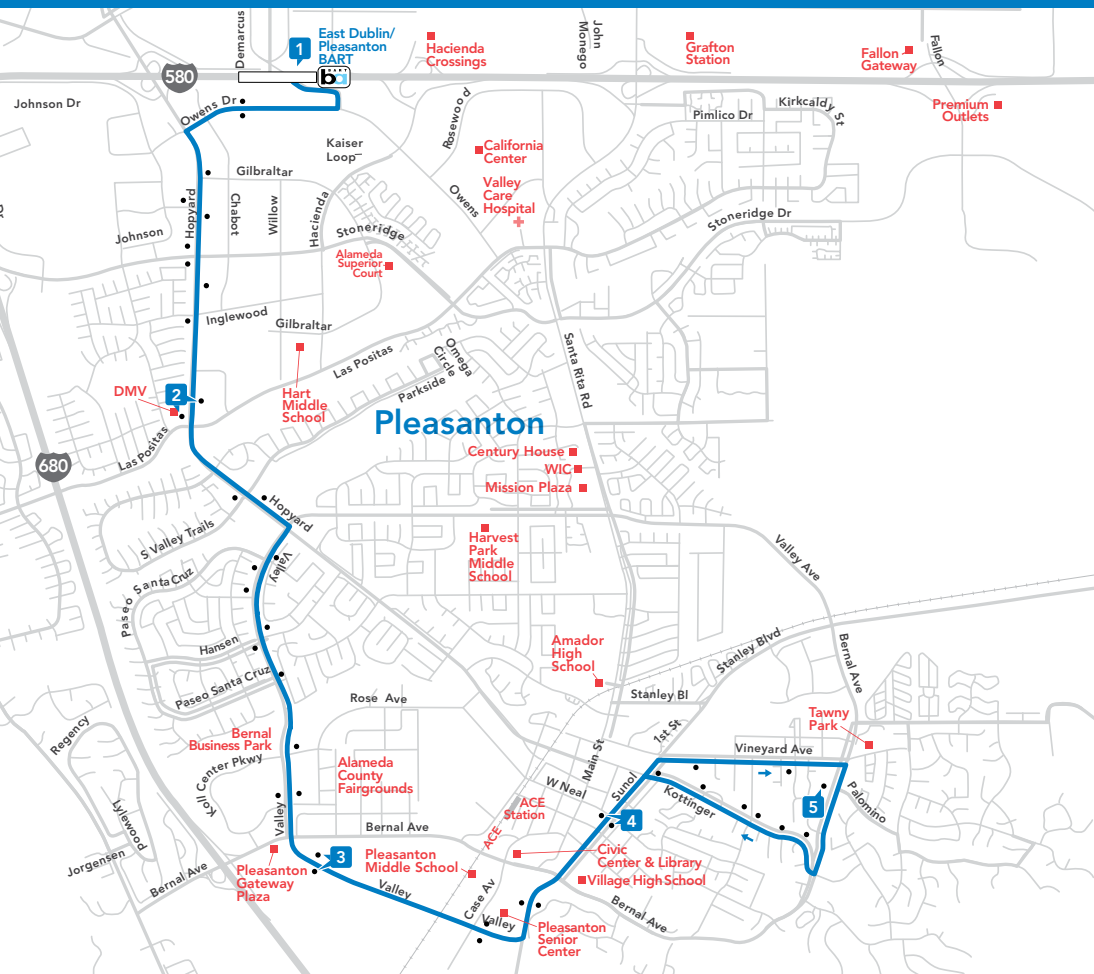 Demarcus
1
East Dublin/
Pleasanton
BART
BART
ba
Hacienda
Crossings
John
Monego
Grafton
Station
Fallon
Gateway
Fallon
580
Johnson Dr
Owens Dr
Premium
Outlets
Rosewood
Pimlico Dr
Kirkcaldy St
Kaiser
Loop
California
Center
Gilbraltar
Valley
Care
Hospital
Owens
Hopyard
Chabot
Willow
Hacienda
Stoneridge
Stoneridge Dr
Johnson
Alameda
Superior
Court
Inglewood
Gilbraltar
Santa Rita Rd
Las Positas
Omega
Circle
Parkside
DMV
2
Hart
Middle
School
Pleasanton
Las Positas
680
Century House
WIC
Mission Plaza
Hopyard
S Valley Trails
Harvest
Park
Middle
School
Valley
Valley Ave
Paseo Santa Cruz
Hansen
Paseo Santa Cruz
Amador
High
School
Stanley Blvd
Bernal Ave
Stanley Bl
Rose Ave
Tawny
Park
Regency
Bernal
Business Park
1st St
Main St
Vineyard Ave
Koll Center Pkwy
Alameda
County
Fairgrounds
W Neal
Sunol
Kottinger
Palomino
5
Lylewood
Valley
ACE
Station
4
Bernal Ave
ACE
Jorgensen
Bernal Ave
Pleasanton
Gateway
Plaza
3
Pleasanton
Middle School
Civic
Center & Library
Village High School
Valley
Case Av
Valley
Bernal Ave
Pleasanton
Senior
Center